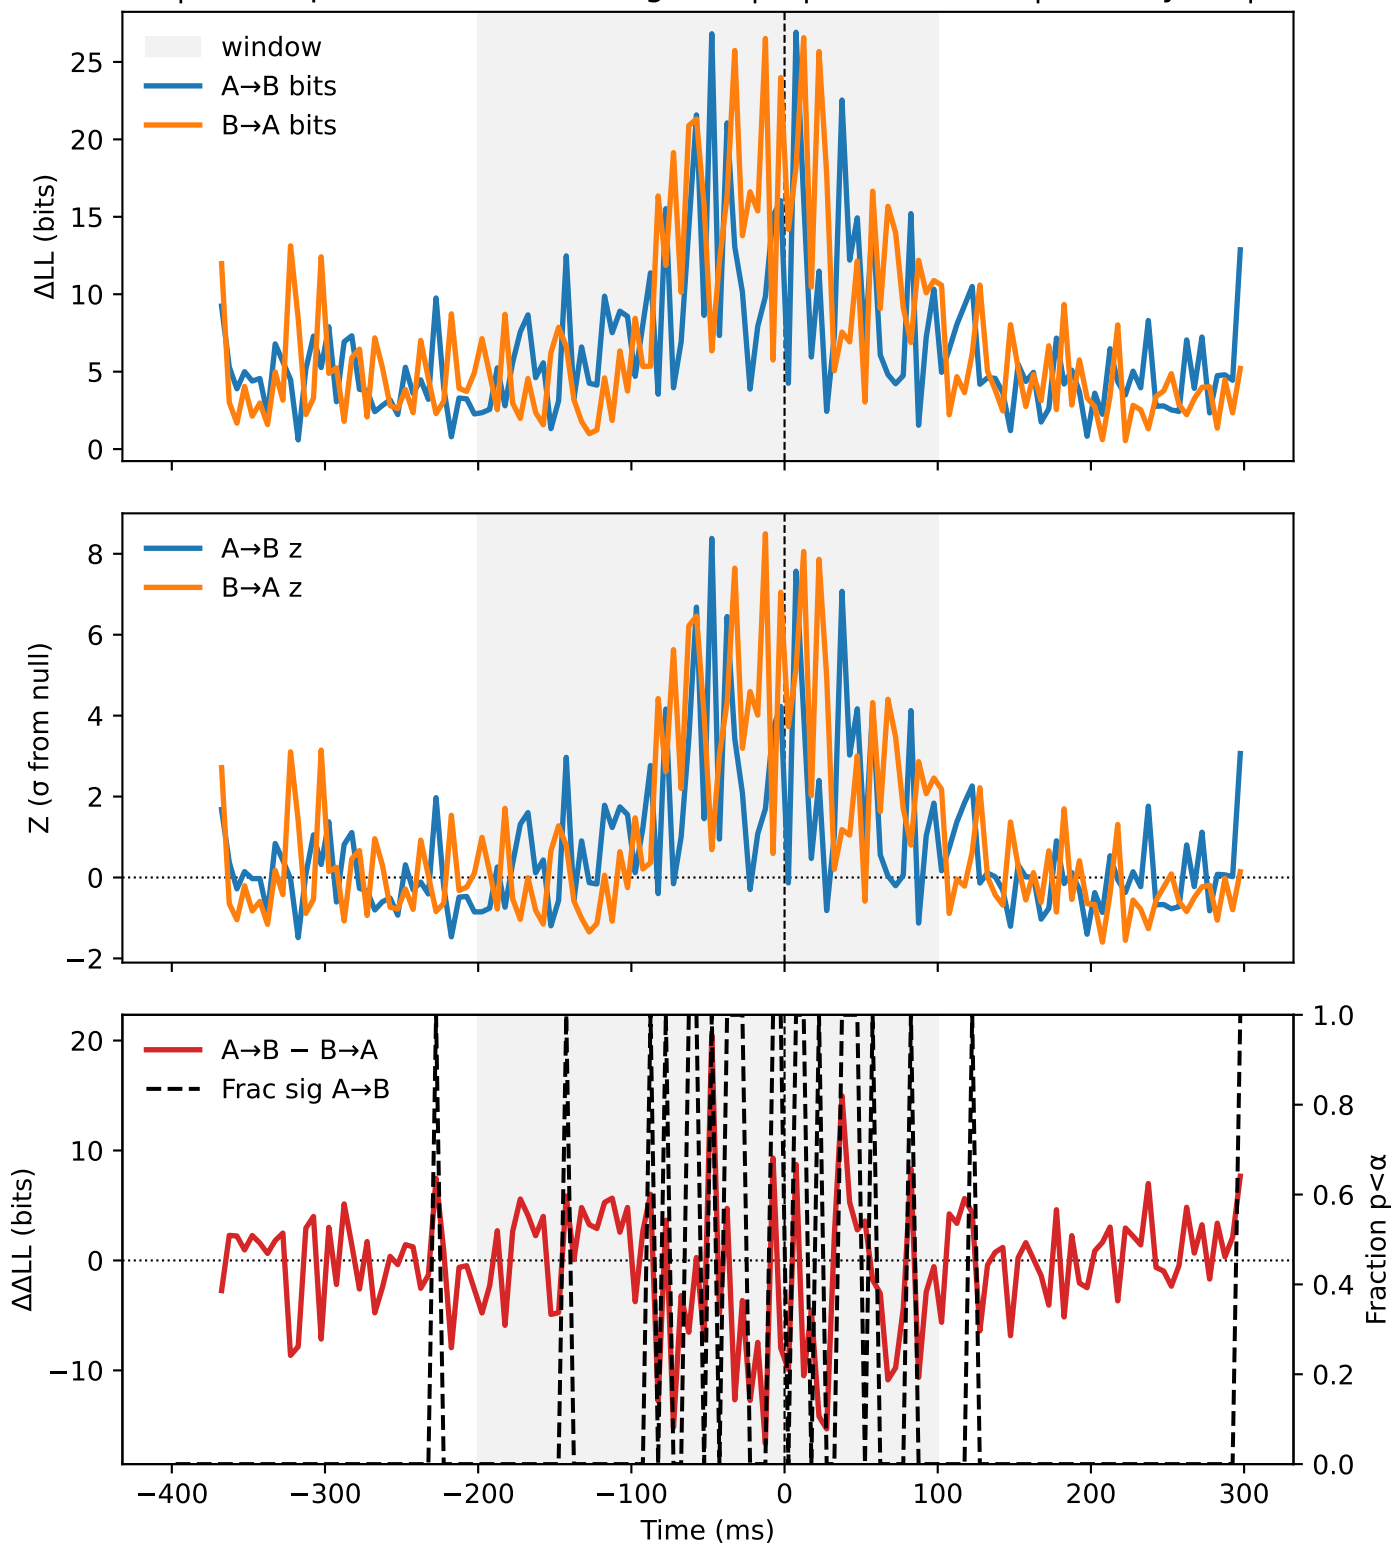 window
A→B bits
B→A bits
ΔLL (bits)
25
20
15
10
5
0
A→B z
B→A z
Z (σ from null)
8
6
4
2
0
−2
A→B − B→A
Frac sig A→B
ΔΔLL (bits)
20
10
0
−10
1.0
0.8
0.6
0.4
0.2
0.0
Fraction p<α
−400 −300 −200 −100 0 100 200 300
Time (ms)